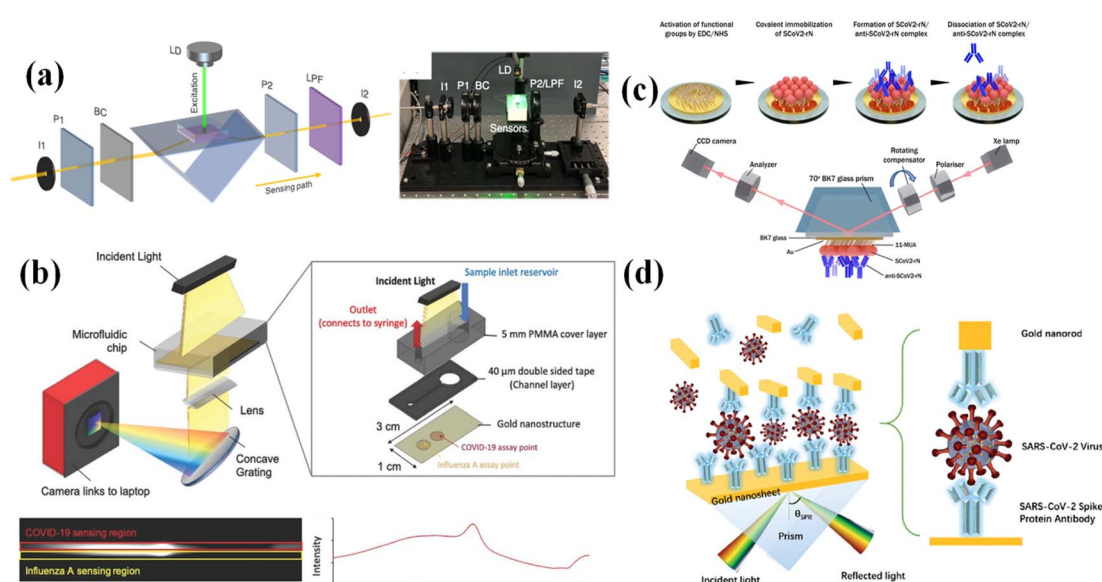 (a)
LD
Excitation
P2
LPF
I2
P1
BC
I1
Sensing path
LD
I1
P1
BC
P2/LPF
I2
Sensors
(b)
Incident Light
Microfluidic
chip
Lens
Concave
Grating
Camera links to laptop
Incident Light
Sample inlet reservoir
Outlet
(connects to syringe)
5 mm PMMA cover layer
40 μm double sided tape
(Channel layer)
3 cm
Gold nanostructure
COVID-19 assay point
1 cm
Influenza A assay point
COVID-19 sensing region
Influenza A sensing region
Intensity
(c)
Activation of functional
groups by EDC/NHS
Covalent immobilization
of SCoV2-rN
Formation of SCoV2-rN/
anti-SCoV2-rN complex
Dissociation of SCoV2-rN/
anti-SCoV2-rN complex
CCD camera
Analyzer
70° BK7 glass prism
Rotating
compensator
Polariser
Xe lamp
BK7 glass
Au
11-MUA
SCoV2-rN
anti-SCoV2-rN
(d)
Gold nanosheet
θSPR
Prism
Incident light
Reflected light
Gold nanorod
SARS-CoV-2 Virus
SARS-CoV-2 Spike
Protein Antibody